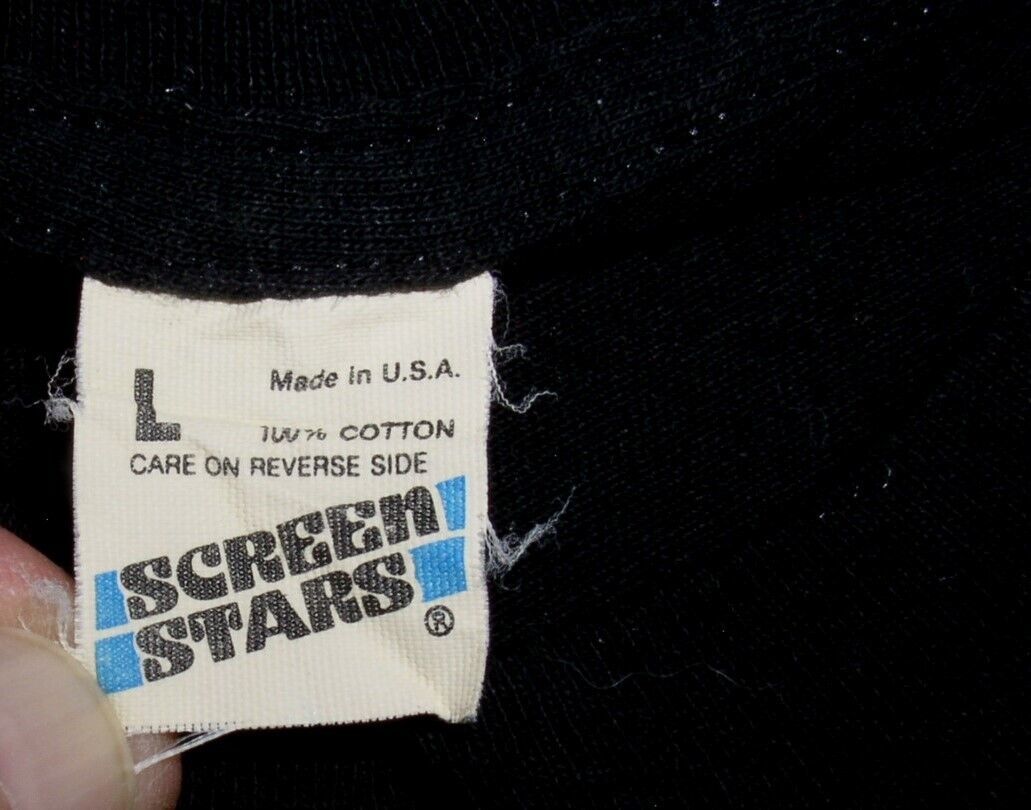 L
Made in U.S.A.
100% COTTON
CARE ON REVERSE SIDE
SCREEN
STARS
®